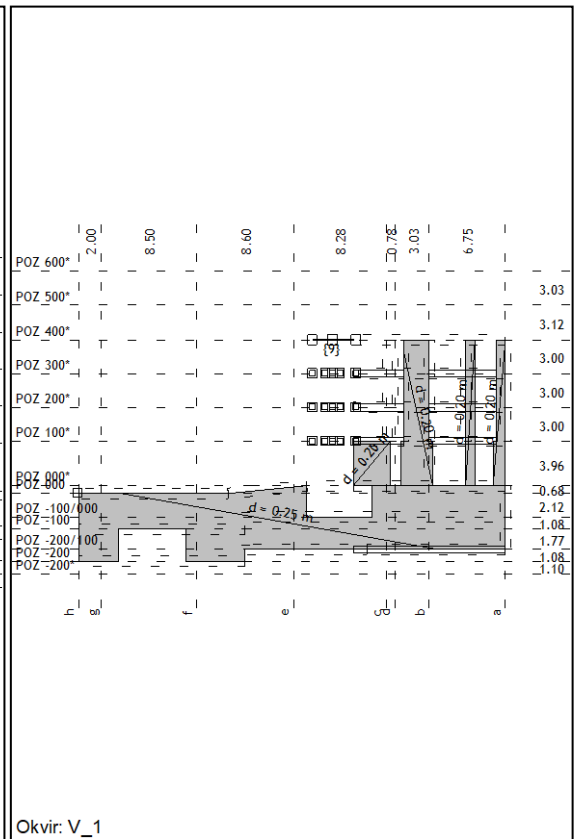 2.00
8.50
8.60
8.28
0.78
3.03
6.75
POZ 600*
POZ 500*
3.03
POZ 400*
3.12
{9}
POZ 300*
3.00
POZ 200*
3.00
POZ 100*
3.00
d = 0.20 m
d = 0.20 m
d = 0.20 m
d = 0.20 m
3.96
POZ 000*
POZ 000
0.68
POZ -100/000
2.12
d = 0.25 m
POZ -100
1.08
POZ -200/100
1.77
POZ -200
1.08
POZ -200*
1.10
h
g
f
e
c
d
b
a
Okvir: V_1